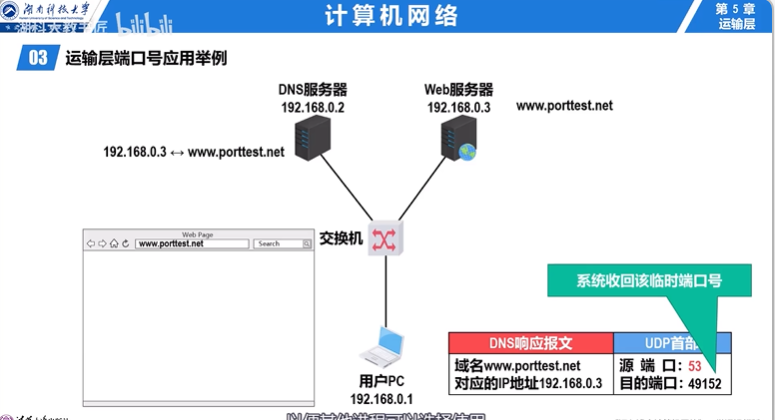 湖南科技大学
湖科大教书匠 bilibili
计算机网络
第 5 章
运输层
03 运输层端口号应用举例
DNS服务器
192.168.0.2
Web服务器
192.168.0.3
www.porttest.net
192.168.0.3 ↔ www.porttest.net
Web Page
www.porttest.net
Search
交换机
系统收回该临时端口号
DNS响应报文
UDP首部
域名www.porttest.net
对应的IP地址192.168.0.3
源 端 口: 53
目的端口: 49152
用户PC
192.168.0.1